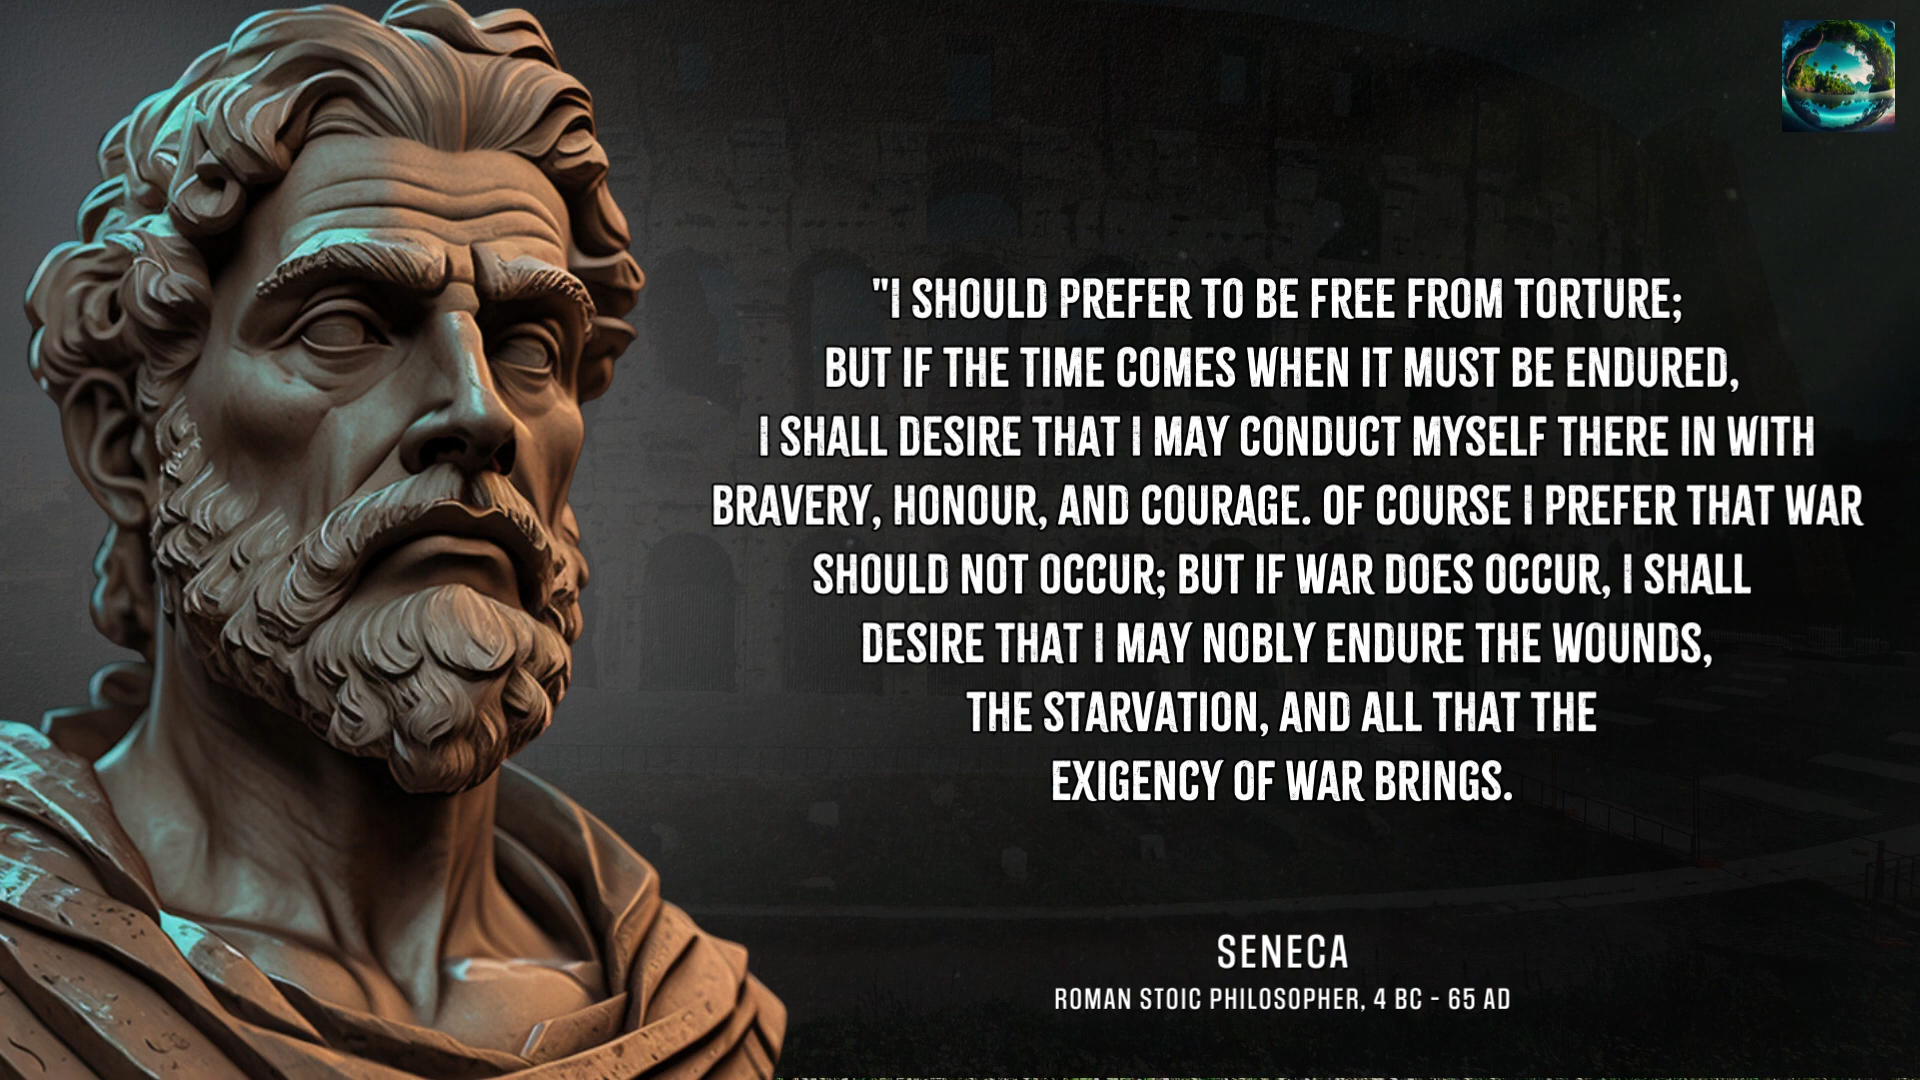 "I SHOULD PREFER TO BE FREE FROM TORTURE;
BUT IF THE TIME COMES WHEN IT MUST BE ENDURED,
I SHALL DESIRE THAT I MAY CONDUCT MYSELF THERE IN WITH
BRAVERY, HONOUR, AND COURAGE. OF COURSE I PREFER THAT WAR
SHOULD NOT OCCUR; BUT IF WAR DOES OCCUR, I SHALL
DESIRE THAT I MAY NOBLY ENDURE THE WOUNDS,
THE STARVATION, AND ALL THAT THE
EXIGENCY OF WAR BRINGS.
SENECA
ROMAN STOIC PHILOSOPHER, 4 BC - 65 AD